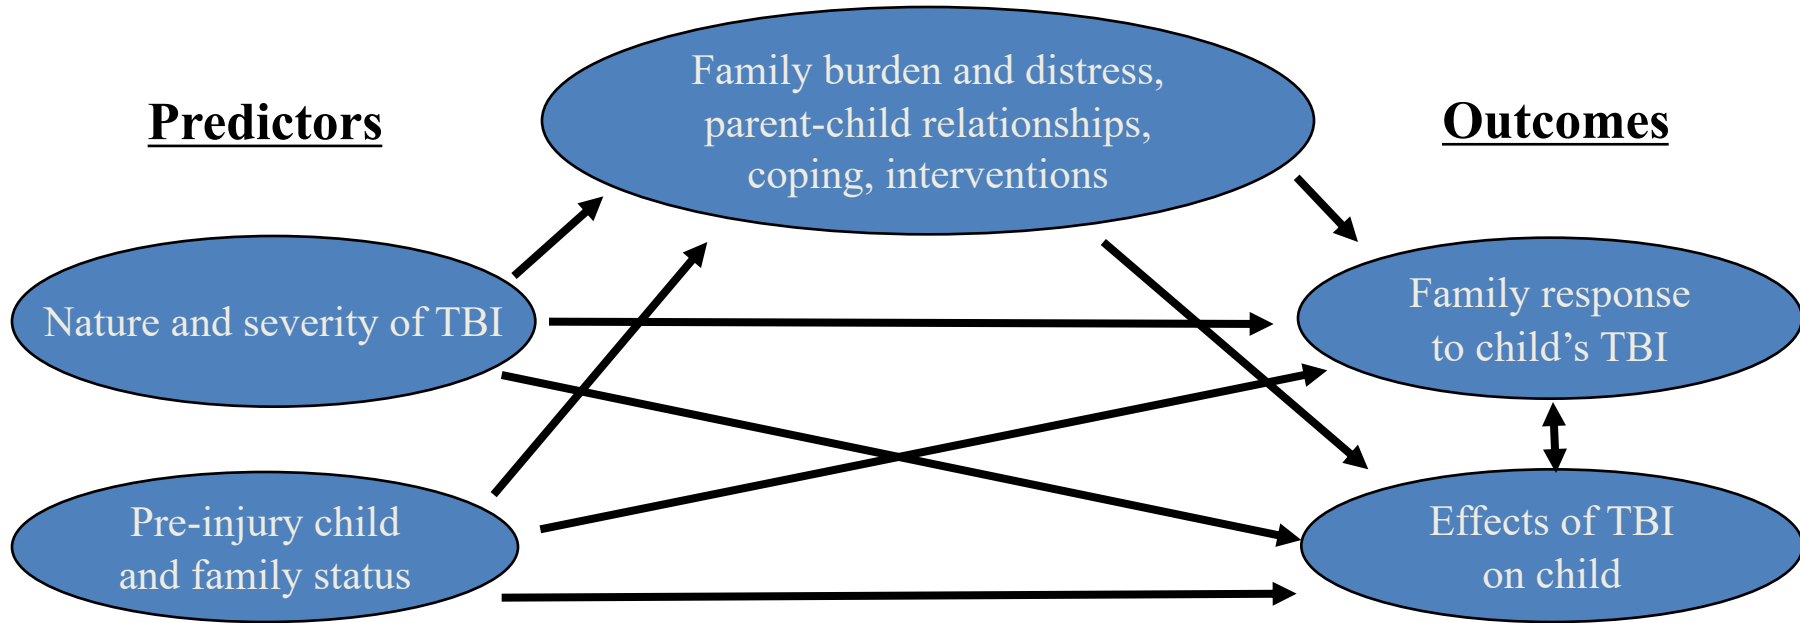 Family burden and distress,
parent-child relationships,
coping, interventions
Predictors
Outcomes
Nature and severity of TBI
Family response
to child’s TBI
Pre-injury child
and family status
Effects of TBI
on child